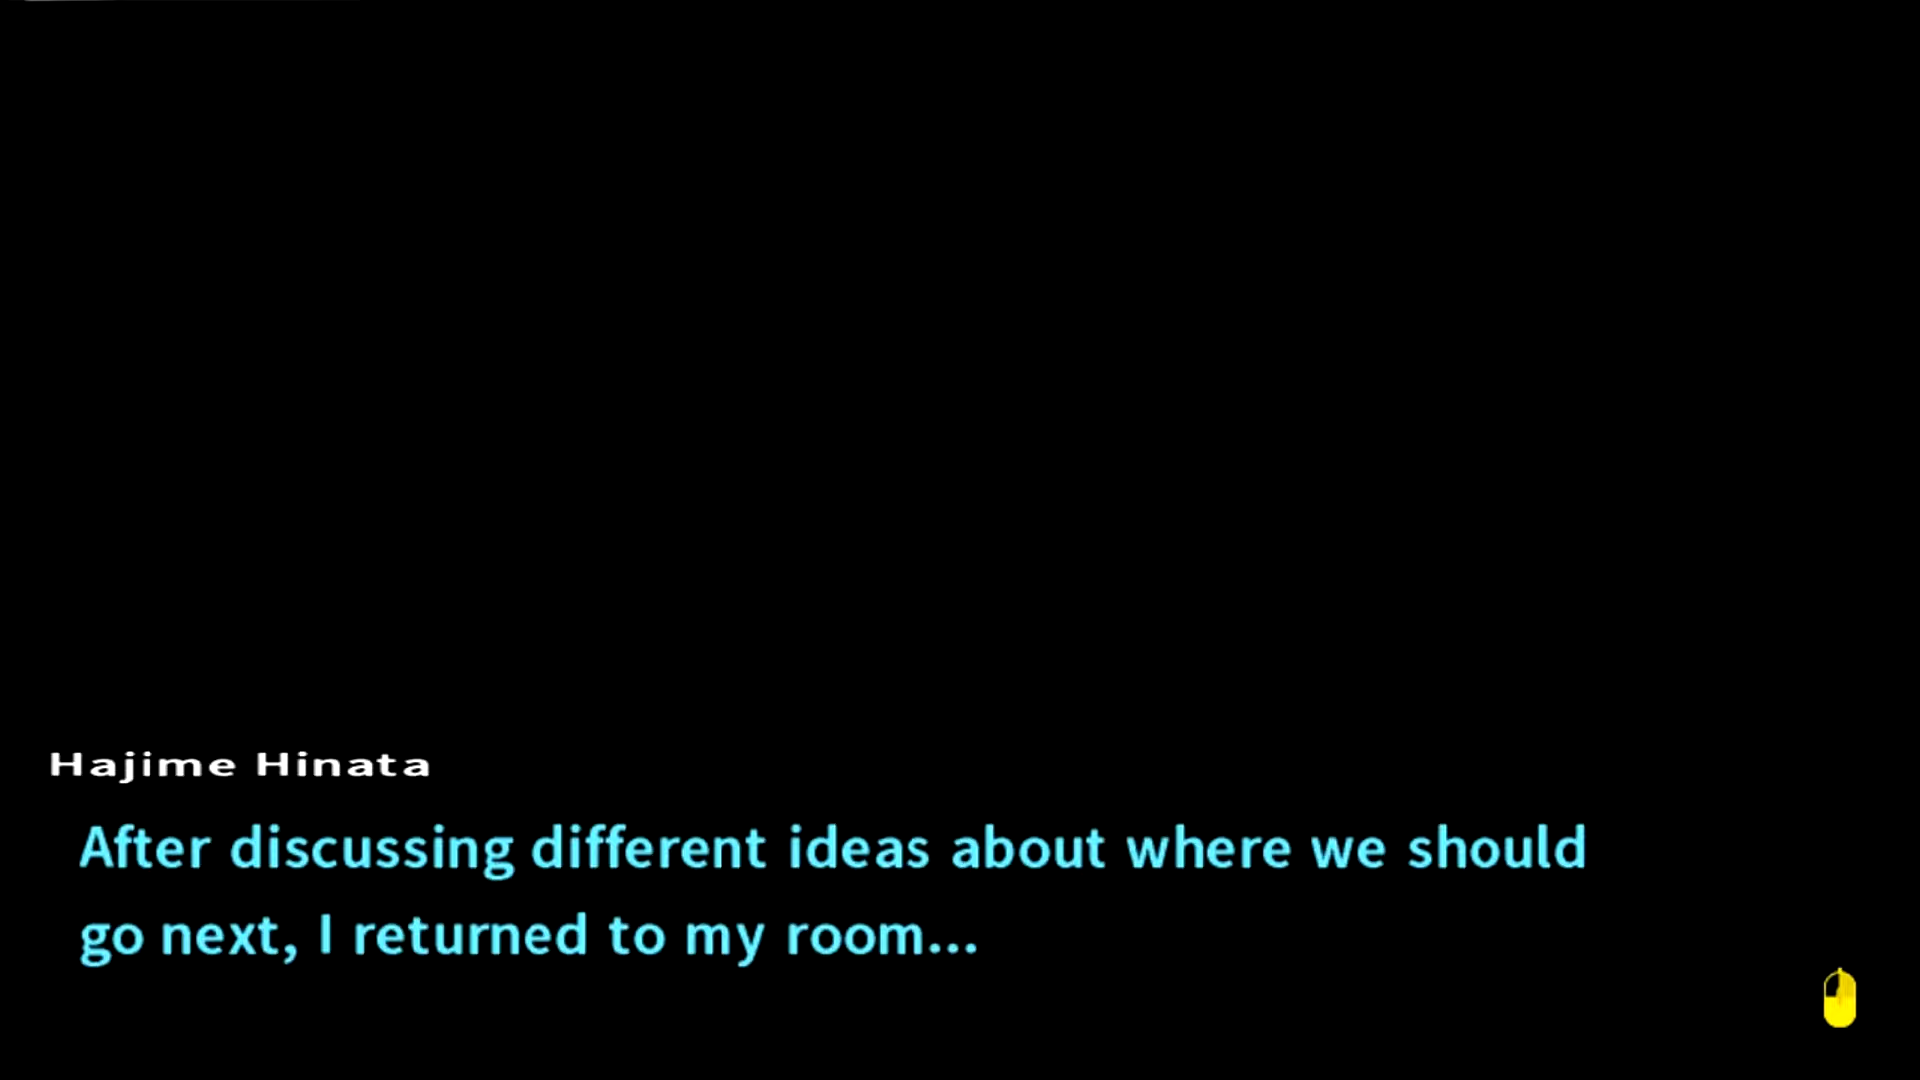 Hajime Hinata
After discussing different ideas about where we should
go next, I returned to my room...